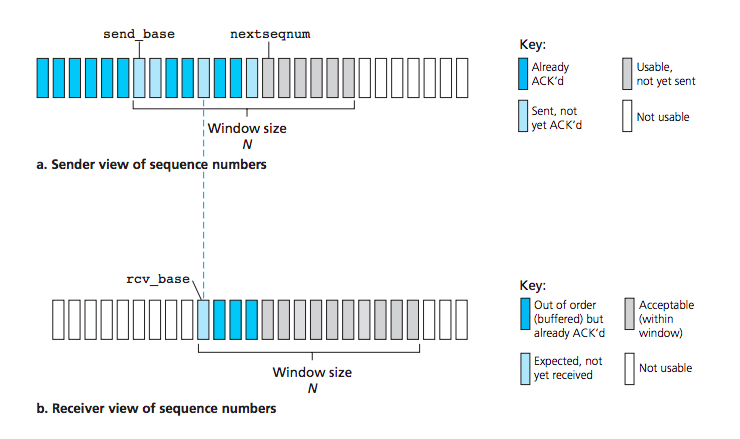 send_base
nextseqnum
Key:
Already
ACK'd
Usable,
not yet sent
Sent, not
yet ACK'd
Not usable
Window size
N
a. Sender view of sequence numbers
rcv_base
Key:
Out of order
(buffered) but
already ACK'd
Acceptable
(within
window)
Expected, not
yet received
Not usable
Window size
N
b. Receiver view of sequence numbers